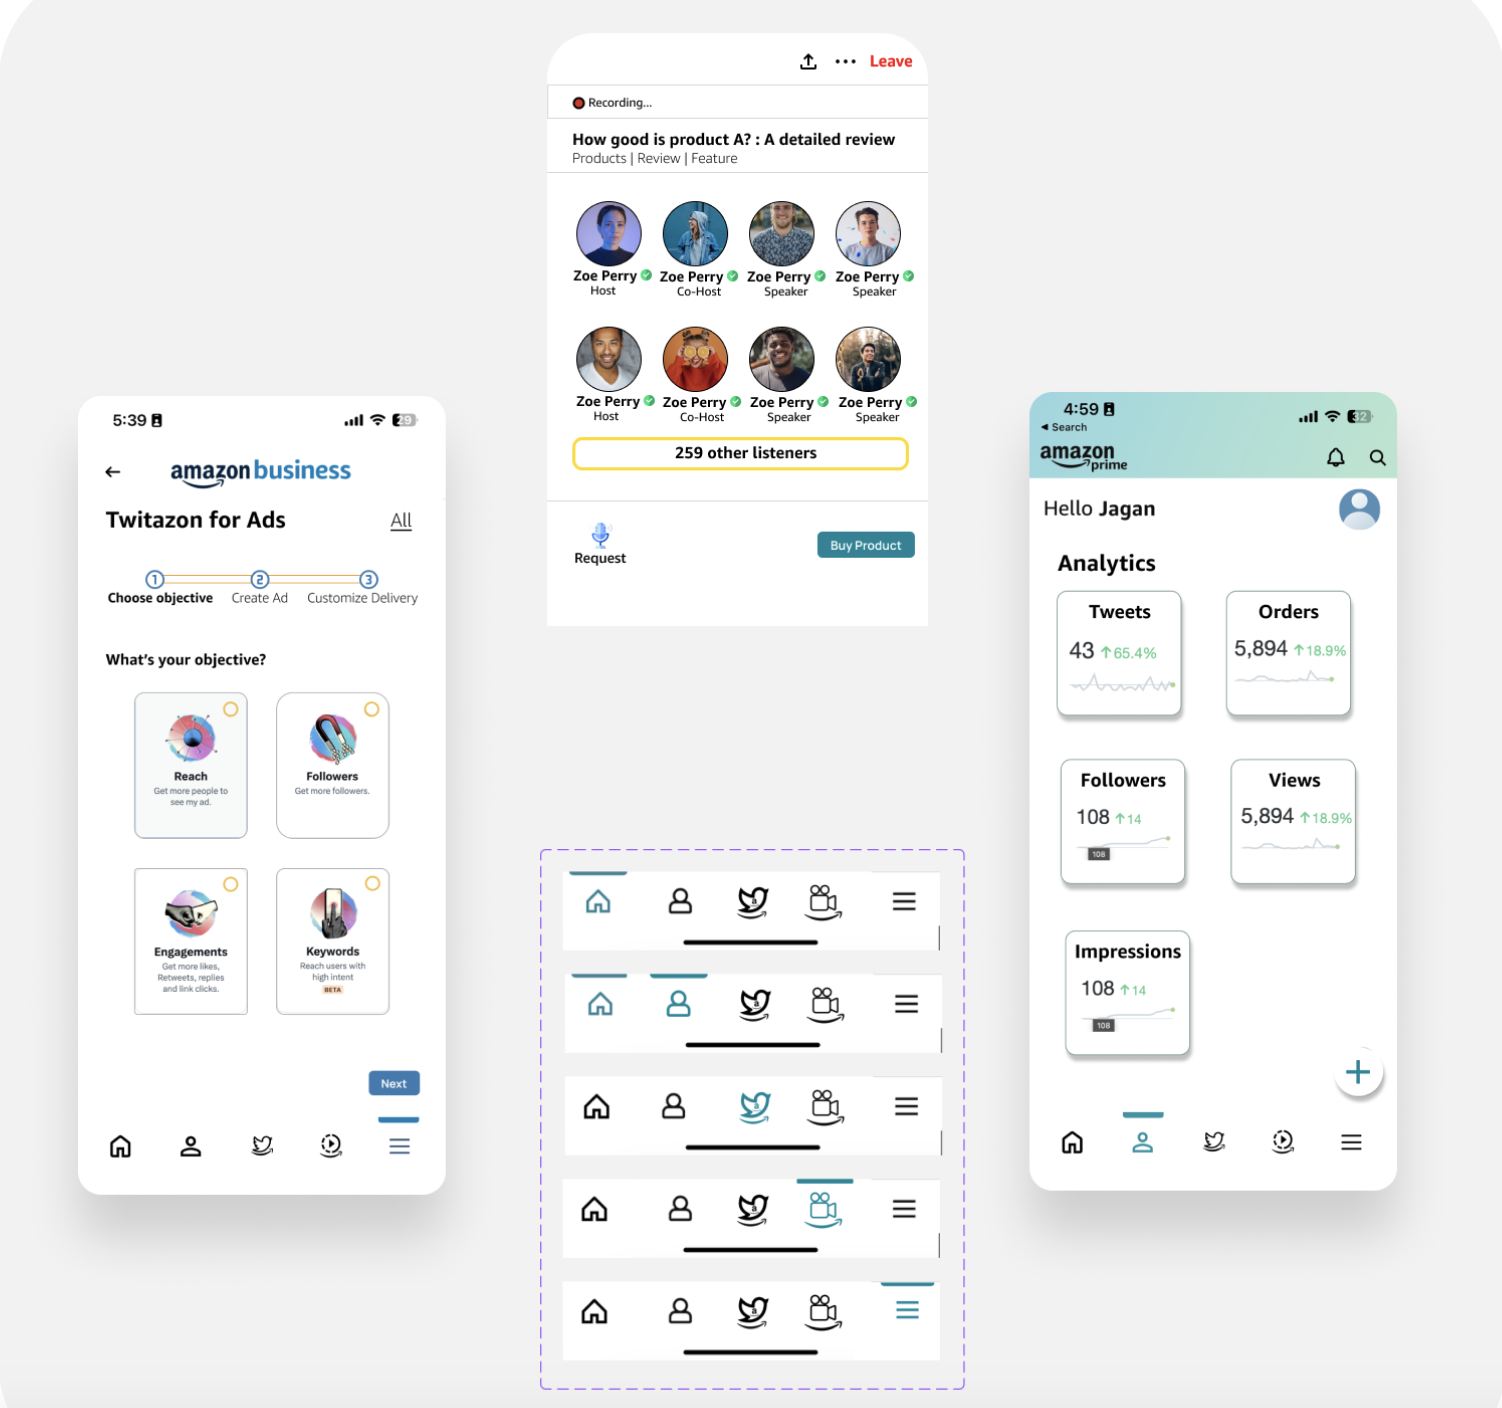 Leave
Recording...
How good is product A? : A detailed review
Products | Review | Feature
Zoe Perry Zoe Perry Zoe Perry Zoe Perry
Host Co-Host Speaker Speaker
Zoe Perry Zoe Perry Zoe Perry Zoe Perry
Host Co-Host Speaker Speaker
259 other listeners
Request
Buy Product
5:39
29
amazon business
Twitazon for Ads
All
1 2 3
Choose objective Create Ad Customize Delivery
What's your objective?
Reach
Get more people to
see my ad.
Followers
Get more followers.
Engagements
Get more likes,
Retweets, replies
and link clicks.
Keywords
Reach users with
high intent
BETA
Next
4:59
32
Search
amazon
prime
Hello Jagan
Analytics
Tweets
43 65.4%
Orders
5,894 18.9%
Followers
108 14
108
Views
5,894 18.9%
Impressions
108 14
108
a
a
a
a
a